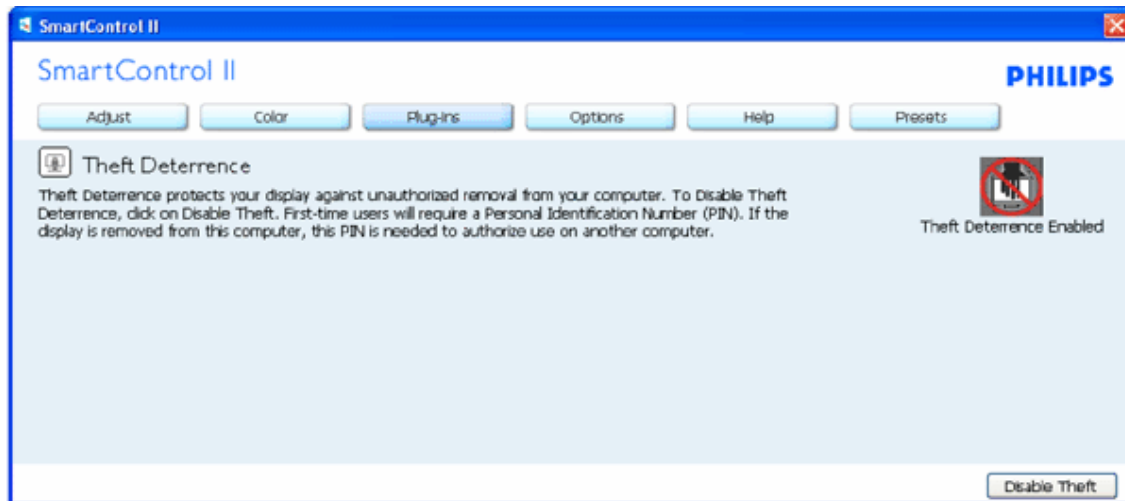 SmartControl II
SmartControl II
PHILIPS
Adjust Color Plug-ins Options Help Presets
Theft Deterrence
Theft Deterrence protects your display against unauthorized removal from your computer. To Disable Theft
Deterrence, click on Disable Theft. First-time users will require a Personal Identification Number (PIN). If the
display is removed from this computer, this PIN is needed to authorize use on another computer.
Theft Deterrence Enabled
Disable Theft